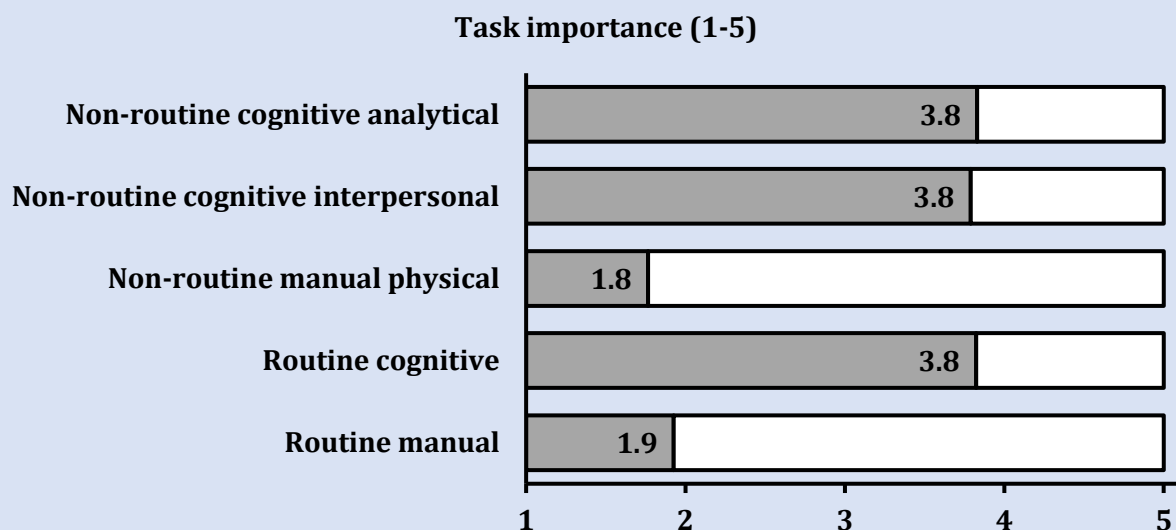 Task importance (1-5)
Non-routine cognitive analytical 3.8
Non-routine cognitive interpersonal 3.8
Non-routine manual physical 1.8
Routine cognitive 3.8
Routine manual 1.9
1 2 3 4 5